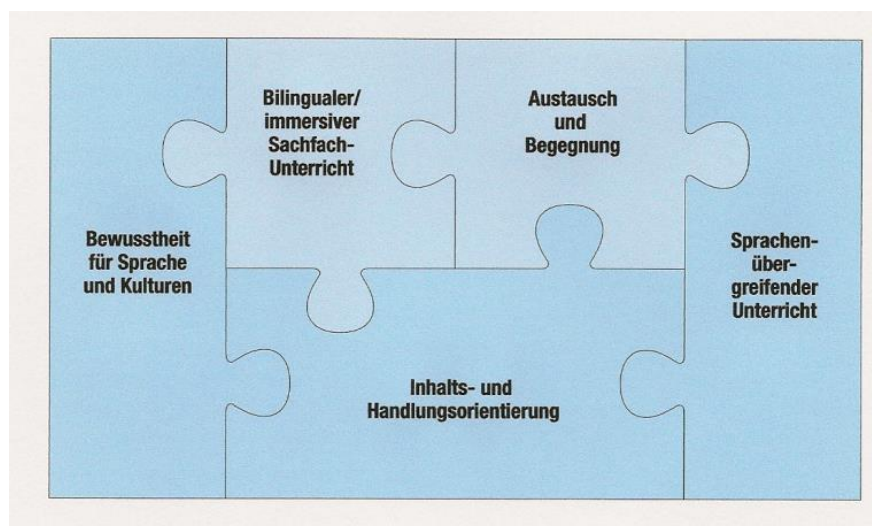 Bilingualer/
immersiver
Sachfach-
Unterricht
Austausch
und
Begegnung
Bewusstheit
für Sprache
und Kulturen
Sprachen-
über-
greifender
Unterricht
Inhalts- und
Handlungsorientierung